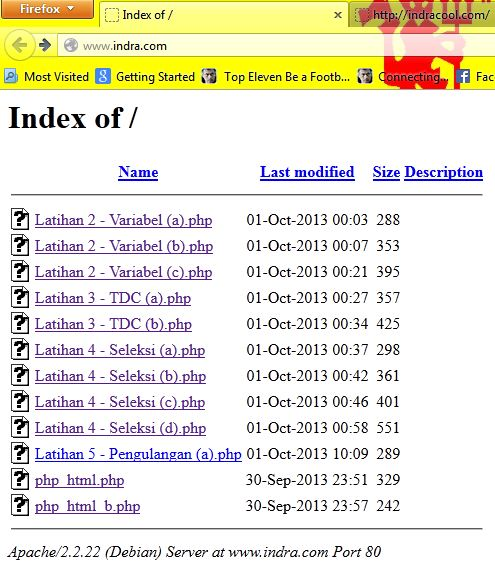 Firefox
Index of /
http://indracool.com/
www.indra.com
Most Visited Getting Started Top Eleven Be a Footb... Connecting... Fac
Index of /
Name Last modified Size Description
Latihan 2 - Variabel (a).php 01-Oct-2013 00:03 288
Latihan 2 - Variabel (b).php 01-Oct-2013 00:07 353
Latihan 2 - Variabel (c).php 01-Oct-2013 00:21 395
Latihan 3 - TDC (a).php 01-Oct-2013 00:27 357
Latihan 3 - TDC (b).php 01-Oct-2013 00:34 425
Latihan 4 - Seleksi (a).php 01-Oct-2013 00:37 298
Latihan 4 - Seleksi (b).php 01-Oct-2013 00:42 361
Latihan 4 - Seleksi (c).php 01-Oct-2013 00:46 401
Latihan 4 - Seleksi (d).php 01-Oct-2013 00:58 551
Latihan 5 - Pengulangan (a).php 01-Oct-2013 10:09 289
php_html.php 30-Sep-2013 23:51 329
php_html_b.php 30-Sep-2013 23:57 242
Apache/2.2.22 (Debian) Server at www.indra.com Port 80